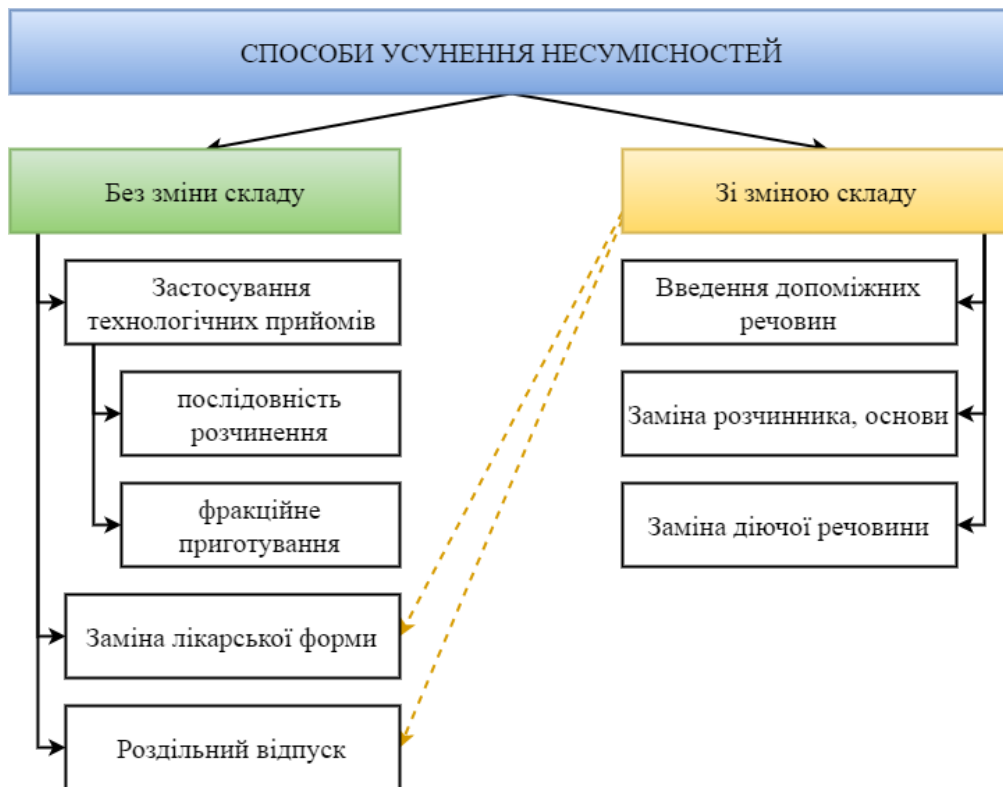 СПОСОБИ УСУНЕННЯ НЕСУМІСНОСТЕЙ
Без зміни складу
Застосування
технологічних прийомів
послідовність
розчинення
фракційне
приготування
Заміна лікарської форми
Роздільний відпуск
Зі зміною складу
Введення допоміжних
речовин
Заміна розчинника, основи
Заміна діючої речовини